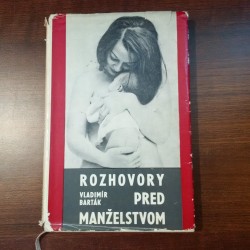 ROZHOVORY
VLADIMÍR PRED
BARTÁK
MANŽELSTVOM